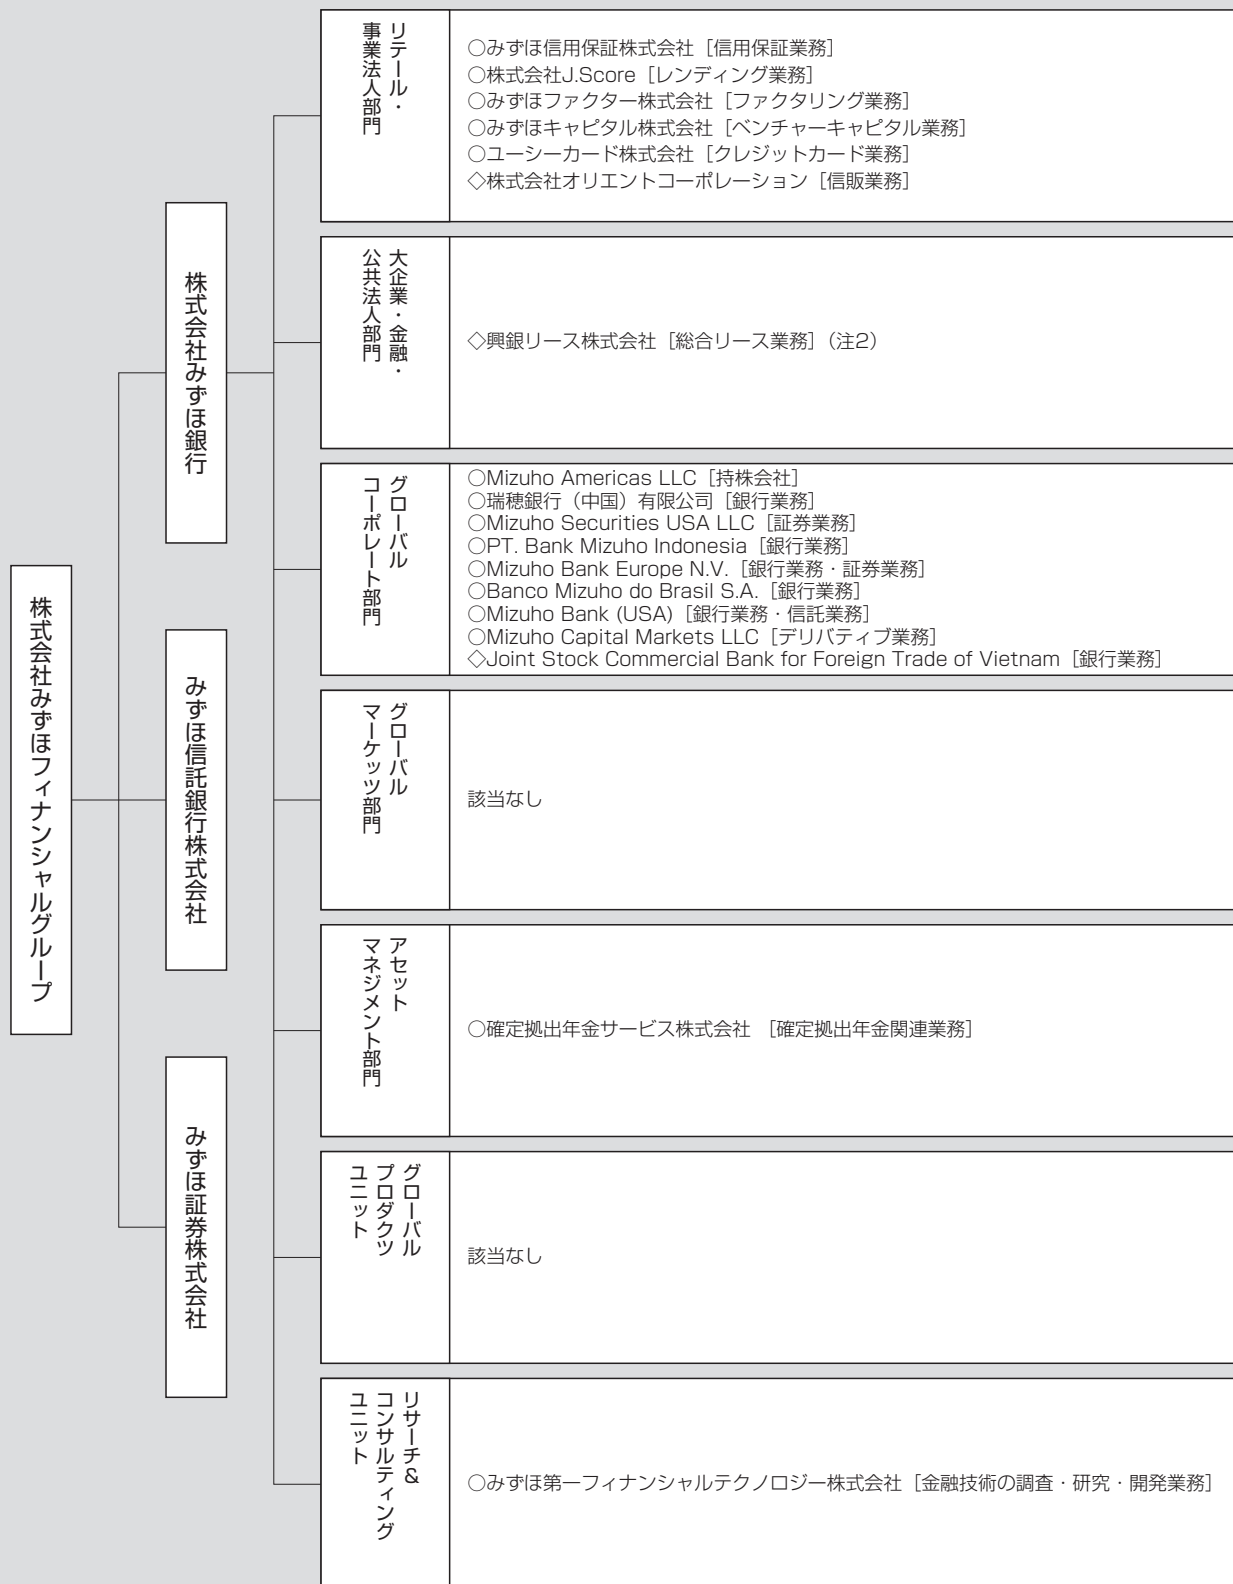 株式会社みずほフィナンシャルグループ
株式会社みずほ銀行
みずほ信託銀行株式会社
みずほ証券株式会社
リテール・
事業法人部門
○みずほ信用保証株式会社［信用保証業務］
○株式会社J.Score［レンディング業務］
○みずほファクター株式会社［ファクタリング業務］
○みずほキャピタル株式会社［ベンチャーキャピタル業務］
○ユーシーカード株式会社［クレジットカード業務］
◇株式会社オリエントコーポレーション［信販業務］
大企業・金融・
公共法人部門
◇興銀リース株式会社［総合リース業務］（注2）
グローバル
コーポレート部門
○Mizuho Americas LLC［持株会社］
○瑞穂銀行（中国）有限公司［銀行業務］
○Mizuho Securities USA LLC［証券業務］
○PT. Bank Mizuho Indonesia［銀行業務］
○Mizuho Bank Europe N.V.［銀行業務・証券業務］
○Banco Mizuho do Brasil S.A.［銀行業務］
○Mizuho Bank (USA)［銀行業務・信託業務］
○Mizuho Capital Markets LLC［デリバティブ業務］
◇Joint Stock Commercial Bank for Foreign Trade of Vietnam［銀行業務］
グローバル
マーケッツ部門
該当なし
アセット
マネジメント部門
○確定拠出年金サービス株式会社　［確定拠出年金関連業務］
グローバル
プロダクツ
ユニット
該当なし
リサーチ&
コンサルティング
ユニット
○みずほ第一フィナンシャルテクノロジー株式会社［金融技術の調査・研究・開発業務］